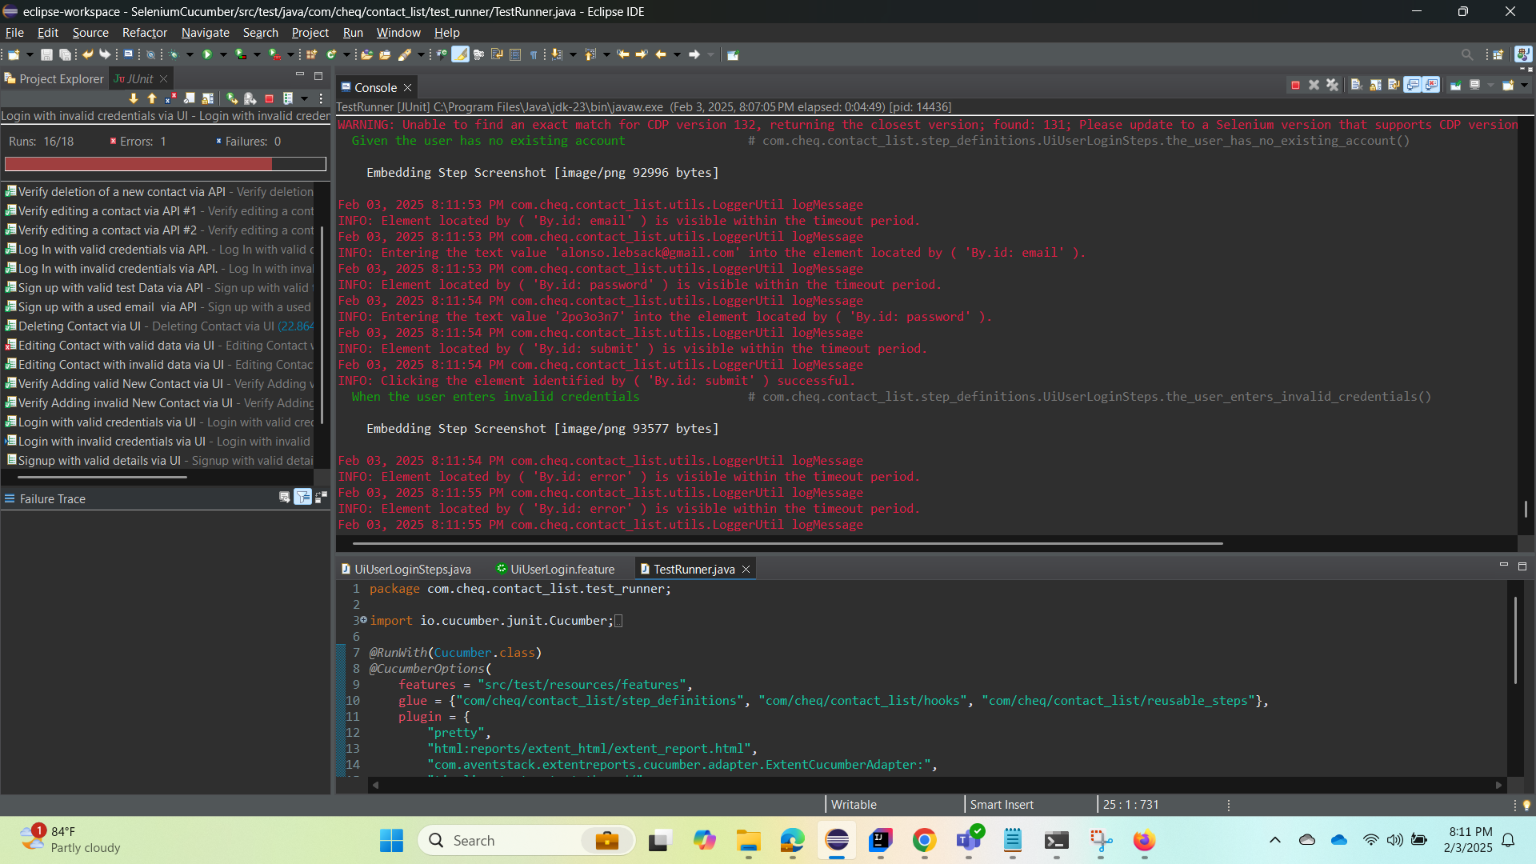 eclipse-workspace - SeleniumCucumber/src/test/java/com/cheq/contact_list/test_runner/TestRunner.java - Eclipse IDE
File Edit Source Refactor Navigate Search Project Run Window Help
Project Explorer JUnit
Login with invalid credentials via UI - Login with invalid creder
Runs: 16/18 Errors: 1 Failures: 0
Verify deletion of a new contact via API - Verify deletion
Verify editing a contact via API #1 - Verify editing a cont
Verify editing a contact via API #2 - Verify editing a cont
Log In with valid credentials via API. - Log In with valid c
Log In with invalid credentials via API. - Log In with inva
Sign up with valid test Data via API - Sign up with valid
Sign up with a used email via API - Sign up with a used
Deleting Contact via UI - Deleting Contact via UI (22.864
Editing Contact with valid data via UI - Editing Contact v
Editing Contact with invalid data via UI - Editing Contac
Verify Adding valid New Contact via UI - Verify Adding v
Verify Adding invalid New Contact via UI - Verify Adding
Login with valid credentials via UI - Login with valid cred
Login with invalid credentials via UI - Login with invalid
Signup with valid details via UI - Signup with valid detai
Failure Trace
Console
TestRunner [JUnit] C:\Program Files\Java\jdk-23\bin\javaw.exe (Feb 3, 2025, 8:07:05 PM elapsed: 0:04:49) [pid: 14436]
WARNING: Unable to find an exact match for CDP version 132, returning the closest version; found: 131; Please update to a Selenium version that supports CDP version
Given the user has no existing account # com.cheq.contact_list.step_definitions.UiUserLoginSteps.the_user_has_no_existing_account()
Embedding Step Screenshot [image/png 92996 bytes]
Feb 03, 2025 8:11:53 PM com.cheq.contact_list.utils.LoggerUtil logMessage
INFO: Element located by ( 'By.id: email' ) is visible within the timeout period.
Feb 03, 2025 8:11:53 PM com.cheq.contact_list.utils.LoggerUtil logMessage
INFO: Entering the text value 'alonso.lebsack@gmail.com' into the element located by ( 'By.id: email' ).
Feb 03, 2025 8:11:53 PM com.cheq.contact_list.utils.LoggerUtil logMessage
INFO: Element located by ( 'By.id: password' ) is visible within the timeout period.
Feb 03, 2025 8:11:54 PM com.cheq.contact_list.utils.LoggerUtil logMessage
INFO: Entering the text value '2po3o3n7' into the element located by ( 'By.id: password' ).
Feb 03, 2025 8:11:54 PM com.cheq.contact_list.utils.LoggerUtil logMessage
INFO: Element located by ( 'By.id: submit' ) is visible within the timeout period.
Feb 03, 2025 8:11:54 PM com.cheq.contact_list.utils.LoggerUtil logMessage
INFO: Clicking the element identified by ( 'By.id: submit' ) successful.
When the user enters invalid credentials # com.cheq.contact_list.step_definitions.UiUserLoginSteps.the_user_enters_invalid_credentials()
Embedding Step Screenshot [image/png 93577 bytes]
Feb 03, 2025 8:11:54 PM com.cheq.contact_list.utils.LoggerUtil logMessage
INFO: Element located by ( 'By.id: error' ) is visible within the timeout period.
Feb 03, 2025 8:11:55 PM com.cheq.contact_list.utils.LoggerUtil logMessage
INFO: Element located by ( 'By.id: error' ) is visible within the timeout period.
Feb 03, 2025 8:11:55 PM com.cheq.contact_list.utils.LoggerUtil logMessage
UiUserLoginSteps.java UiUserLogin.feature TestRunner.java
1 package com.cheq.contact_list.test_runner;
2
3 import io.cucumber.junit.Cucumber;
6
7 @RunWith(Cucumber.class)
8 @CucumberOptions(
9 features = "src/test/resources/features",
10 glue = {"com/cheq/contact_list/step_definitions", "com/cheq/contact_list/hooks", "com/cheq/contact_list/reusable_steps"},
11 plugin = {
12 "pretty",
13 "html:reports/extent_html/extent_report.html",
14 "com.aventstack.extentreports.cucumber.adapter.ExtentCucumberAdapter:",
Writable Smart Insert 25 : 1 : 731
1
84°F
Partly cloudy
Search
8:11 PM
2/3/2025